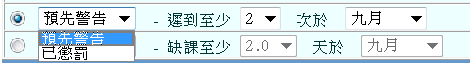 預先警告 - 遲到至少 2 次於 九月
預先警告
已懲罰 - 缺課至少 2.0 天於 九月